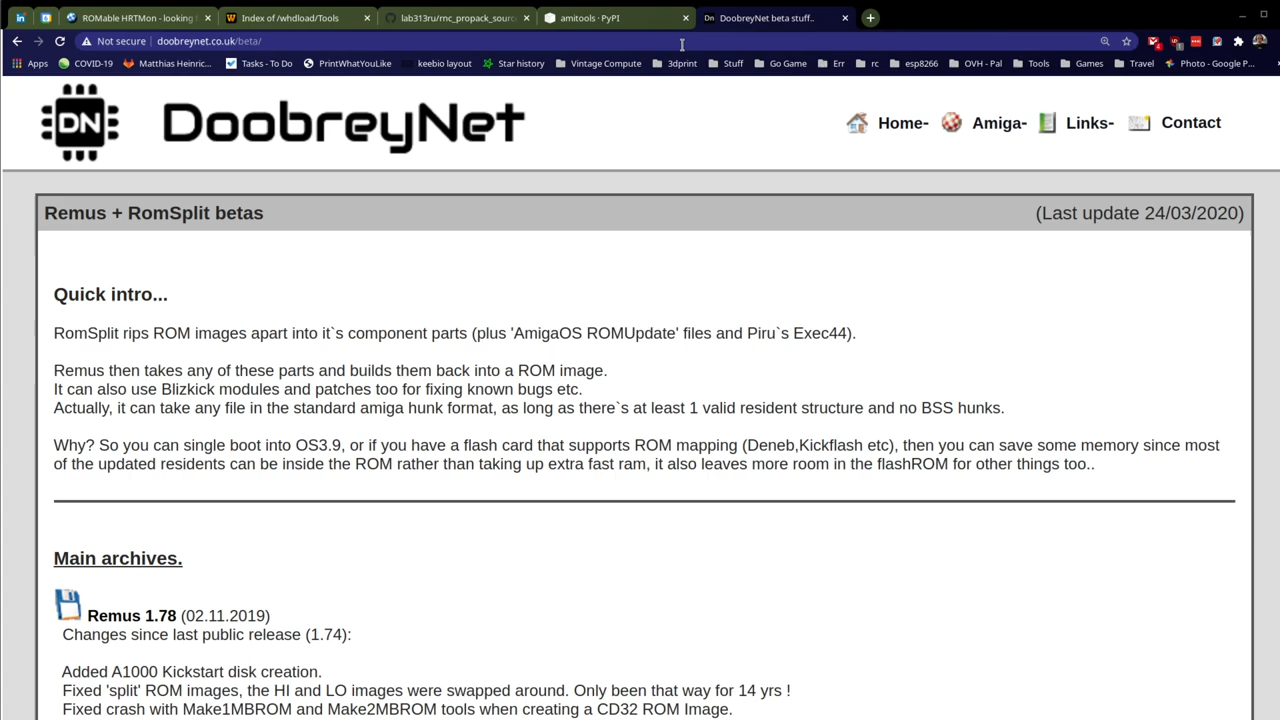 ROMable HRTMon - looking
Index of /whdload/Tools
lab313ru/rnc_propack_sourc
amitools · PyPI
DoobreyNet beta stuff..
Not secure doobreynet.co.uk/beta/
Apps COVID-19 Matthias Heinric... Tasks - To Do PrintWhatYouLike keebio layout Star history Vintage Compute 3dprint Stuff Go Game Err rc esp8266 OVH - Pal Tools Games Travel Photo - Google P...
DN DoobreyNet
Home- Amiga- Links- Contact
Remus + RomSplit betas (Last update 24/03/2020)
Quick intro...
RomSplit rips ROM images apart into it`s component parts (plus 'AmigaOS ROMUpdate' files and Piru`s Exec44).
Remus then takes any of these parts and builds them back into a ROM image.
It can also use Blizkick modules and patches too for fixing known bugs etc.
Actually, it can take any file in the standard amiga hunk format, as long as there`s at least 1 valid resident structure and no BSS hunks.
Why? So you can single boot into OS3.9, or if you have a flash card that supports ROM mapping (Deneb,Kickflash etc), then you can save some memory since most
of the updated residents can be inside the ROM rather than taking up extra fast ram, it also leaves more room in the flashROM for other things too..
Main archives.
Remus 1.78 (02.11.2019)
Changes since last public release (1.74):
Added A1000 Kickstart disk creation.
Fixed 'split' ROM images, the HI and LO images were swapped around. Only been that way for 14 yrs !
Fixed crash with Make1MBROM and Make2MBROM tools when creating a CD32 ROM Image.